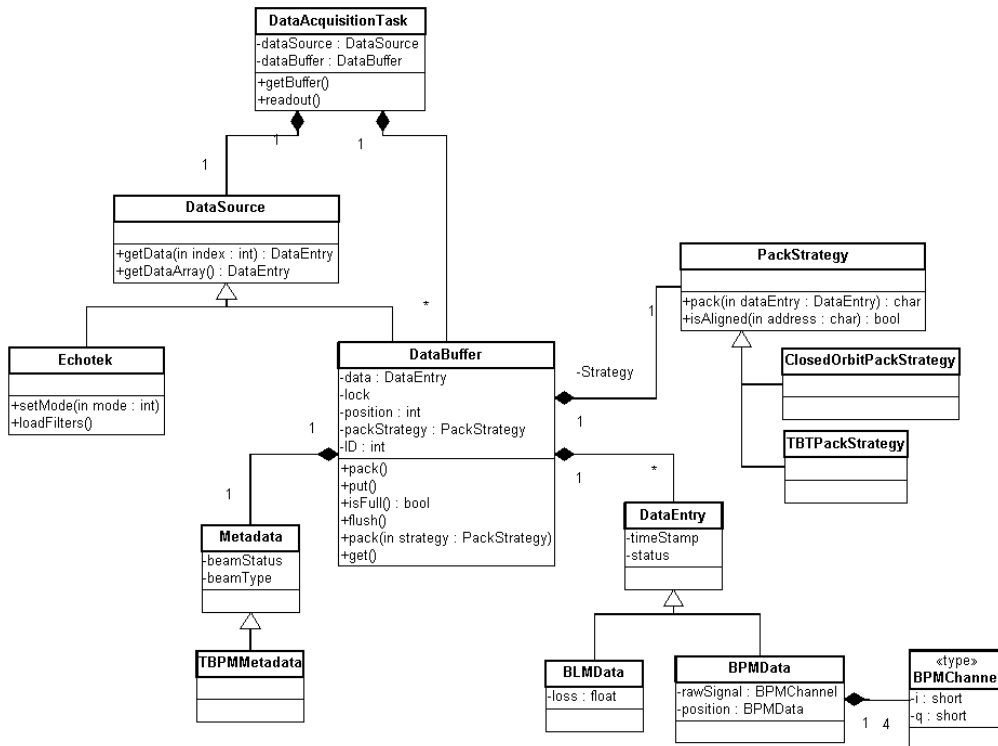 DataAcquisitionTask
-dataSource : DataSource
-dataBuffer : DataBuffer
+getBuffer()
+readout()
1
1
1
*
DataSource
+getData(in index : int) : DataEntry
+getDataArray() : DataEntry
Echotek
+setMode(in mode : int)
+loadFilters()
DataBuffer
-data : DataEntry
-lock
-position : int
-packStrategy : PackStrategy
-ID : int
+pack()
+put()
+isFull() : bool
+flush()
+pack(in strategy : PackStrategy)
+get()
-Strategy
1
1
PackStrategy
+pack(in dataEntry : DataEntry) : char
+isAligned(in address : char) : bool
ClosedOrbitPackStrategy
TBTPackStrategy
1
1
Metadata
-beamStatus
-beamType
TBPMMetadata
1
*
DataEntry
-timeStamp
-status
BLMData
-loss : float
BPMData
-rawSignal : BPMChannel
-position : BPMData
1
4
«type»
BPMChannel
-i : short
-q : short